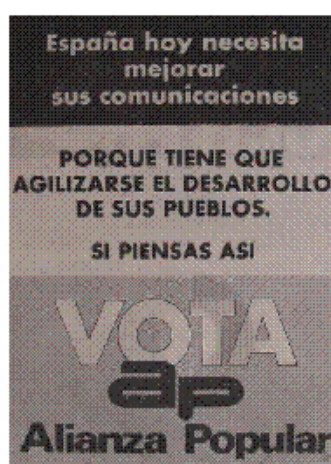 España hoy necesita
mejorar
sus comunicaciones
PORQUE TIENE QUE
AGILIZARSE EL DESARROLLO
DE SUS PUEBLOS.
SI PIENSAS ASI
VOTA
ap
Alianza Popular